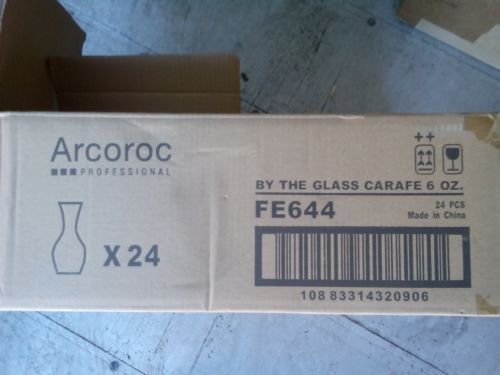 Arcoroc
PROFESSIONAL
X 24
BY THE GLASS CARAFE 6 OZ.
FE644
24 PCS
Made in China
108 83314320906